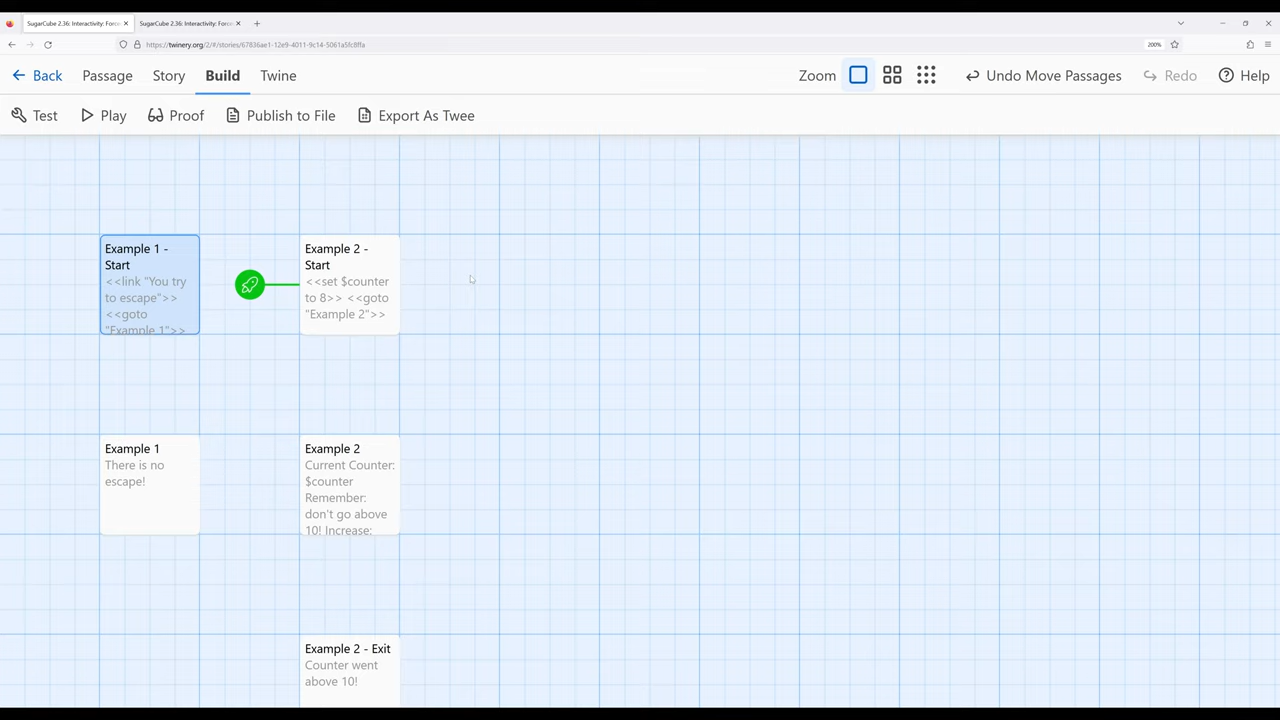 SugarCube 2.36: Interactivity: Forc
SugarCube 2.36: Interactivity: Forc
https://twinery.org/2/#/stories/67836ae1-12e9-4011-9c14-5061a5fc8ffa
200%
Back Passage Story Build Twine Zoom Undo Move Passages Redo Help
Test Play Proof Publish to File Export As Twee
Example 1 -
Start
<<link "You try
to escape">>
<<goto
"Example 1">>
Example 2 -
Start
<<set $counter
to 8>> <<goto
"Example 2">>
Example 1
There is no
escape!
Example 2
Current Counter:
$counter
Remember:
don't go above
10! Increase:
Example 2 - Exit
Counter went
above 10!